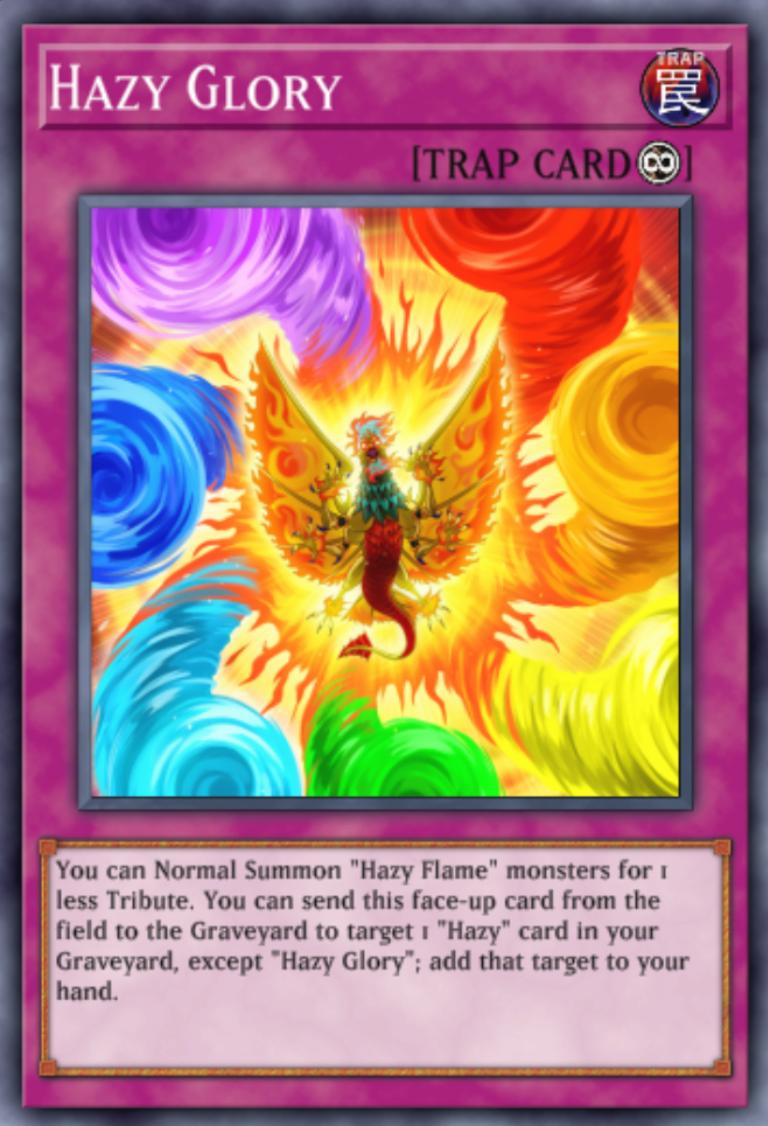 Hazy Glory
TRAP
罠
[Trap Card]
You can Normal Summon "Hazy Flame" monsters for 1
less Tribute. You can send this face-up card from the
field to the Graveyard to target 1 "Hazy" card in your
Graveyard, except "Hazy Glory"; add that target to your
hand.